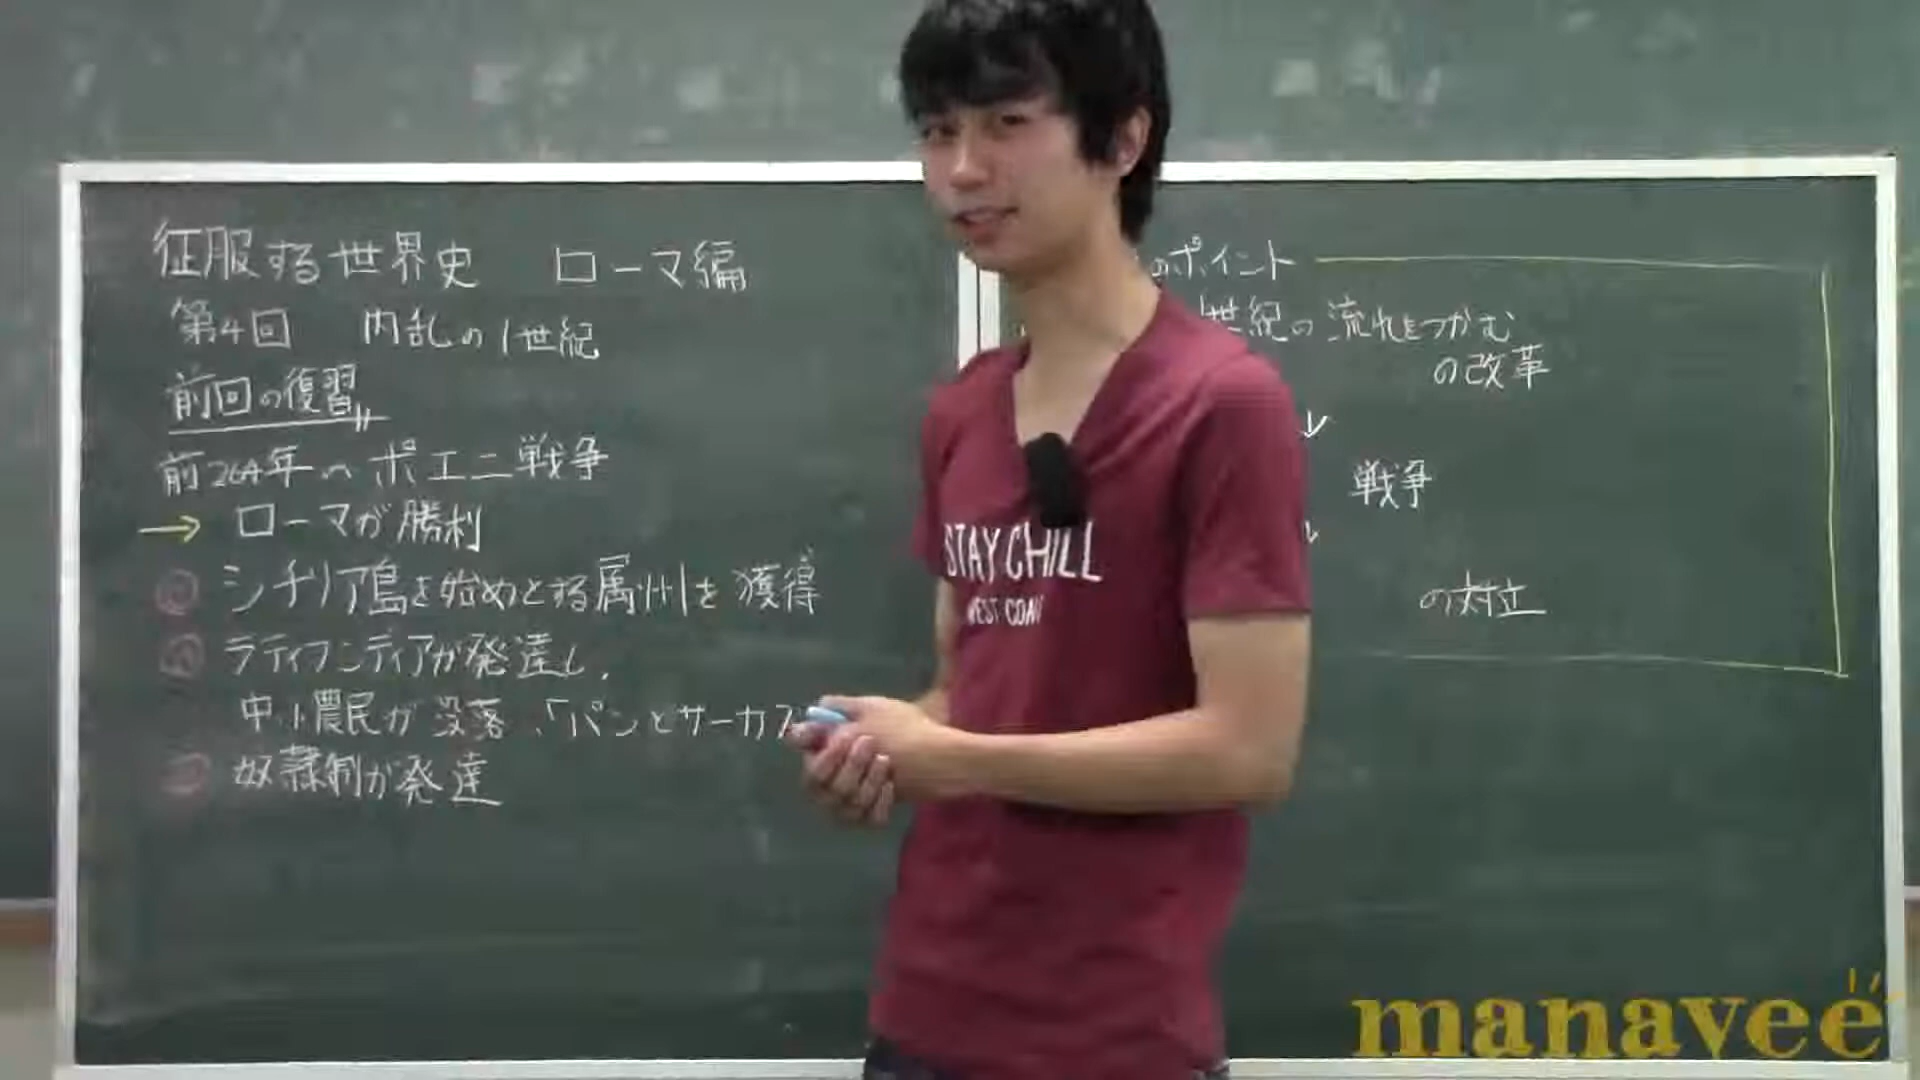 征服する世界史 ローマ編
第4回 内乱の1世紀
前回の復習
前264年〜ポエニ戦争
→ ローマが勝利
シチリア島を始めとする属州を獲得
ラティフンディアが発達し、
中小農民が没落、「パンとサーカス
奴隷制が発達
のポイント
1世紀の流れをつかむ
の改革
戦争
の対立
STAY CHILL
WEST COA
manavee